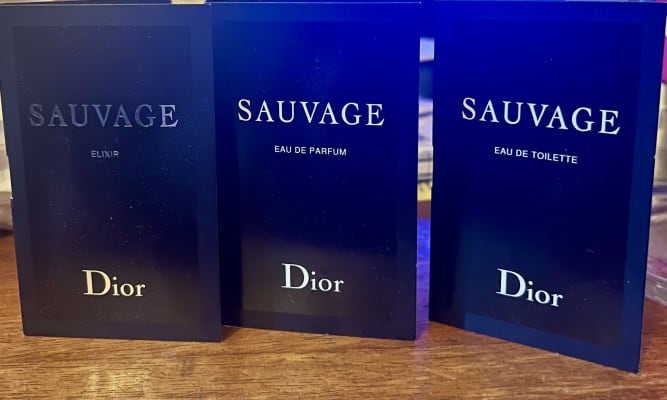 SAUVAGE
ELIXIR
Dior
SAUVAGE
EAU DE PARFUM
Dior
SAUVAGE
EAU DE TOILETTE
Dior